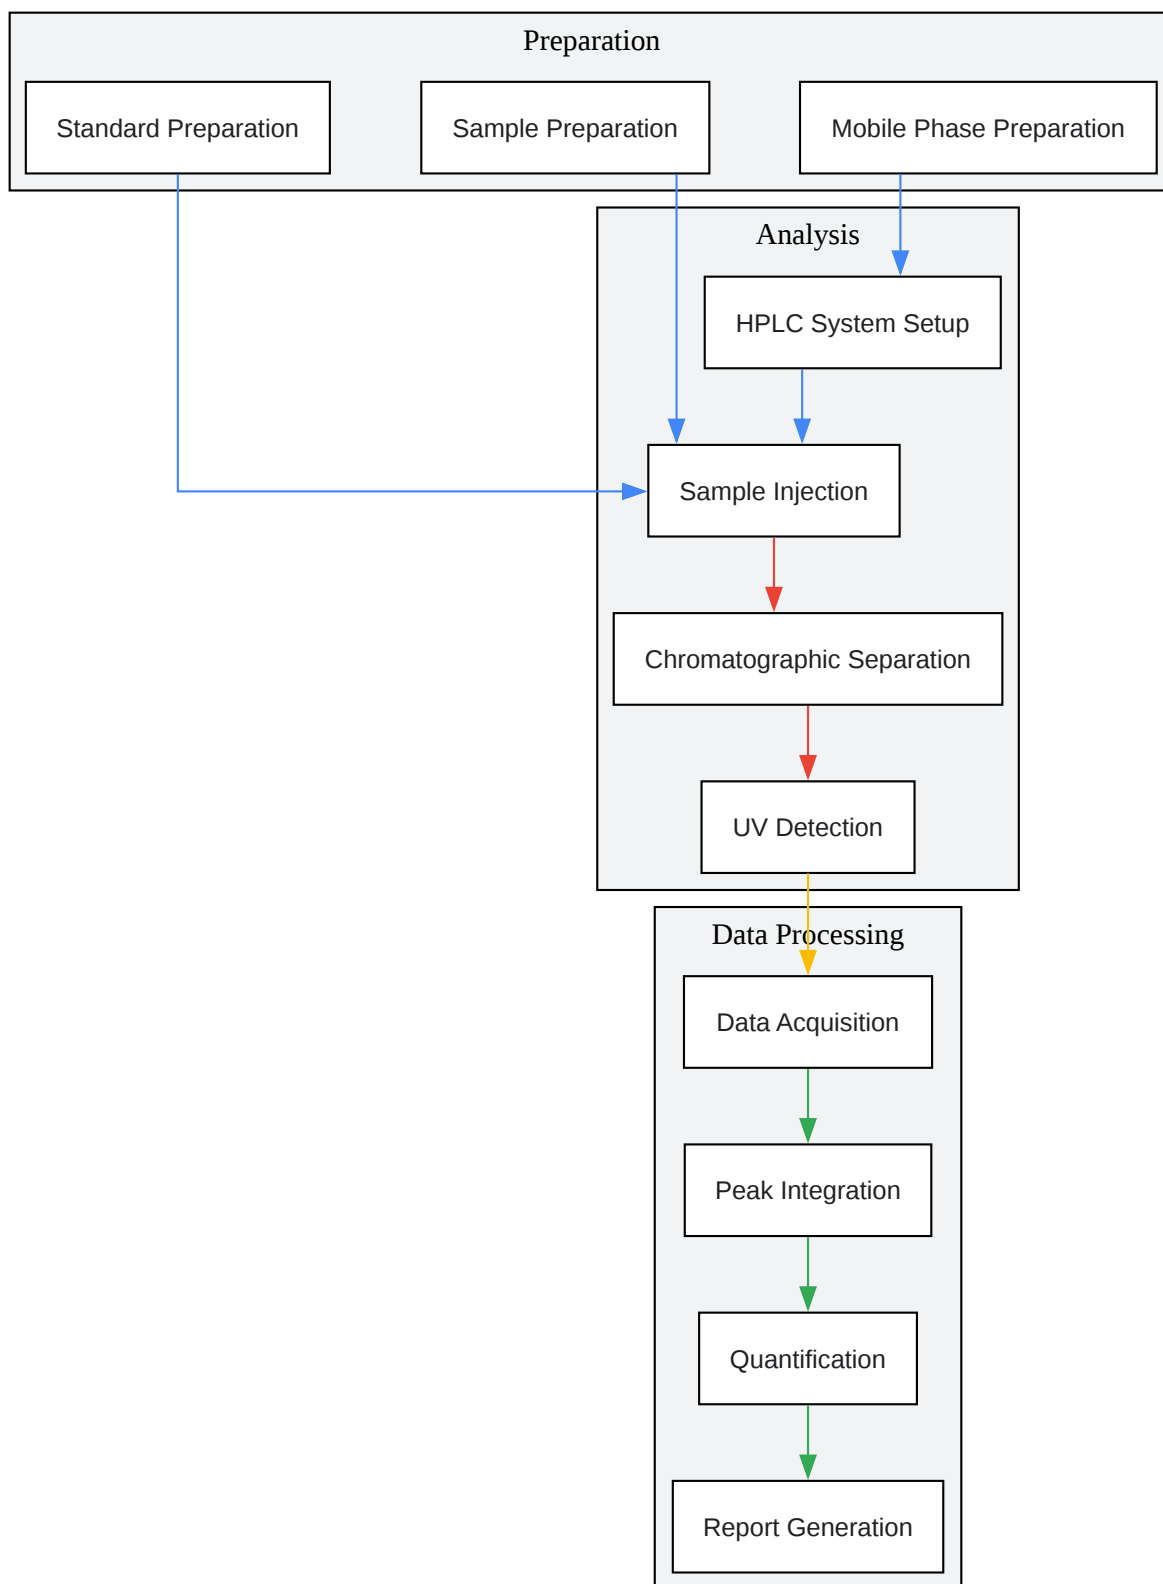 Preparation
Standard Preparation
Sample Preparation
Mobile Phase Preparation
Analysis
HPLC System Setup
Sample Injection
Chromatographic Separation
UV Detection
Data Processing
Data Acquisition
Peak Integration
Quantification
Report Generation